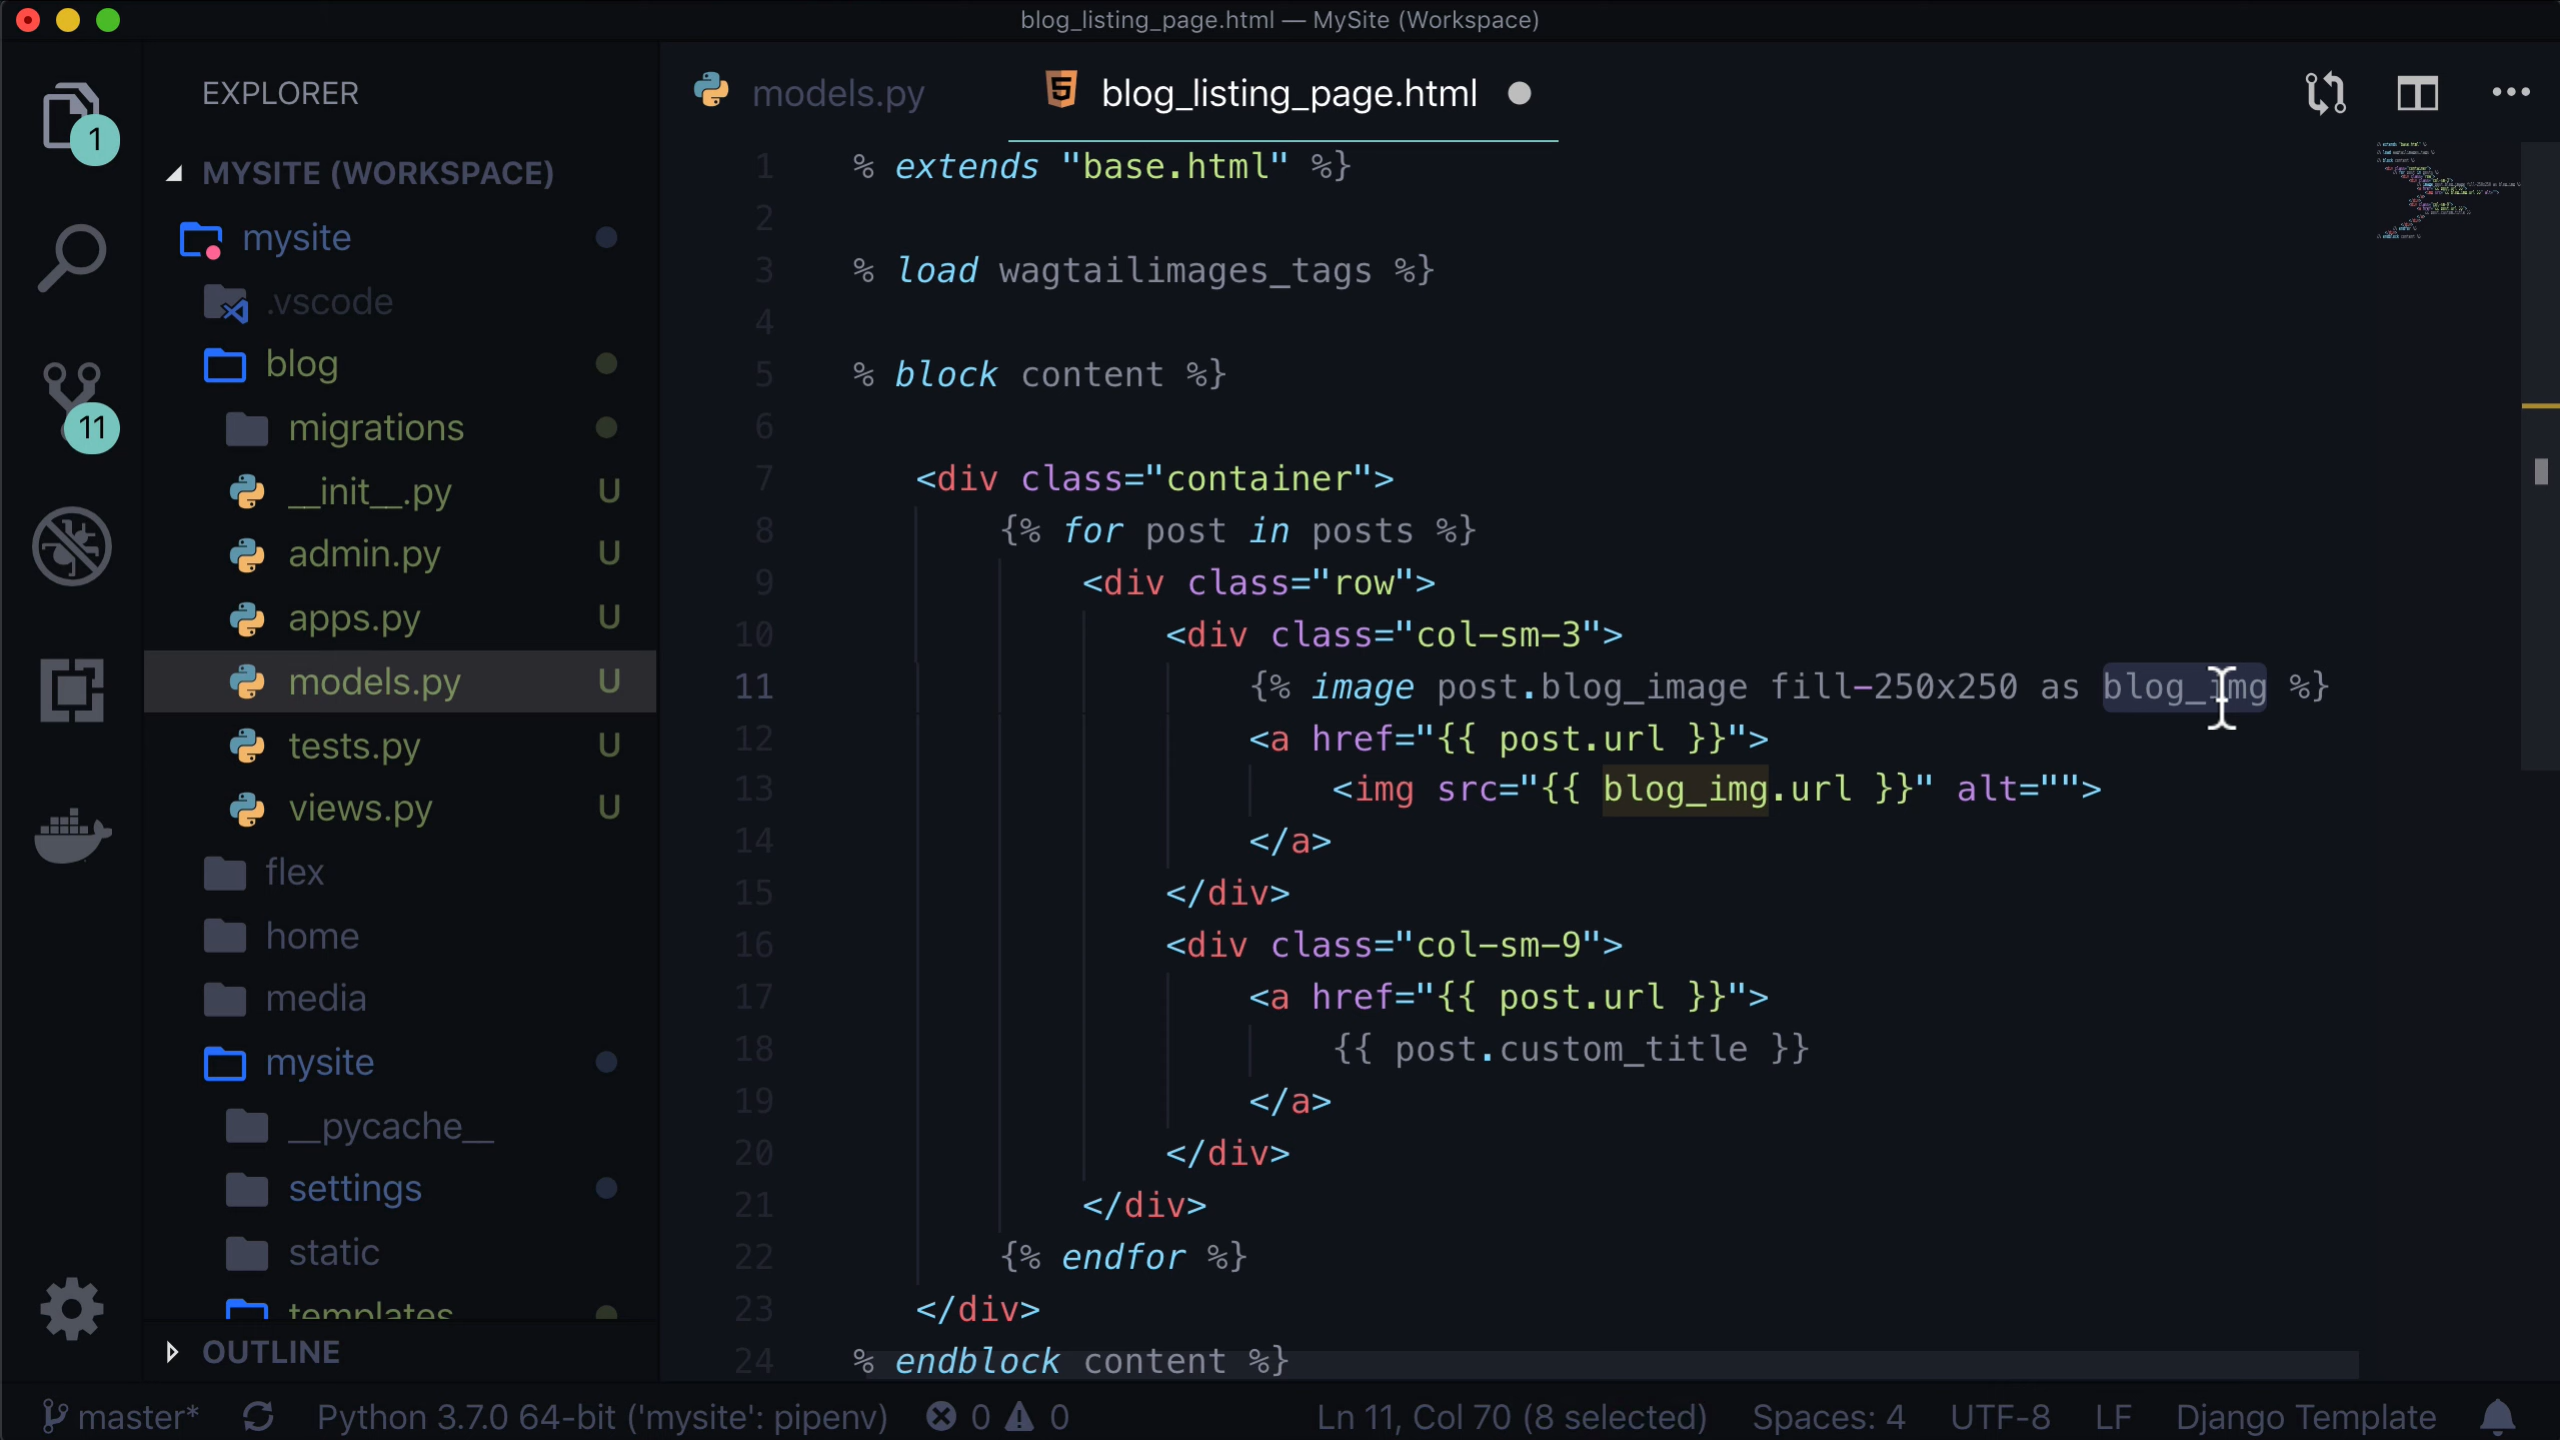 blog_listing_page.html — MySite (Workspace)
EXPLORER
1
MYSITE (WORKSPACE)
mysite
.vscode
blog
11
migrations
__init__.py U
admin.py U
apps.py U
models.py U
tests.py U
views.py U
flex
home
media
mysite
__pycache__
settings
static
templates
OUTLINE
models.py
blog_listing_page.html
1 % extends "base.html" %}
2
3 % load wagtailimages_tags %}
4
5 % block content %}
6
7 <div class="container">
8 {% for post in posts %}
9 <div class="row">
10 <div class="col-sm-3">
11 {% image post.blog_image fill-250x250 as blog_img %}
12 <a href="{{ post.url }}">
13 <img src="{{ blog_img.url }}" alt="">
14 </a>
15 </div>
16 <div class="col-sm-9">
17 <a href="{{ post.url }}">
18 {{ post.custom_title }}
19 </a>
20 </div>
21 </div>
22 {% endfor %}
23 </div>
24 % endblock content %}
master* Python 3.7.0 64-bit ('mysite': pipenv) 0 0 Ln 11, Col 70 (8 selected) Spaces: 4 UTF-8 LF Django Template